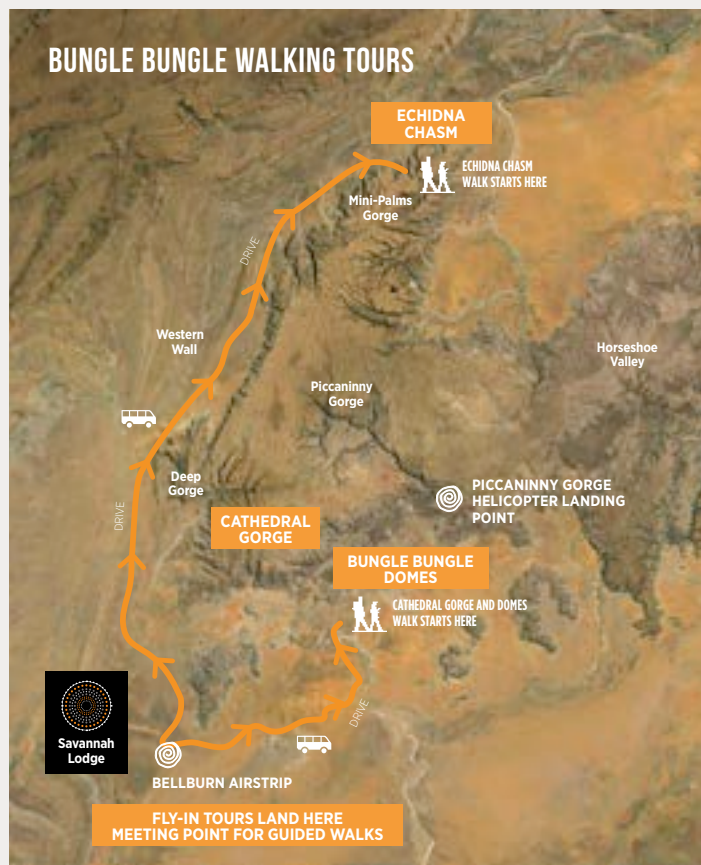 BUNGLE BUNGLE WALKING TOURS
ECHIDNA
CHASM
ECHIDNA CHASM
WALK STARTS HERE
Mini-Palms
Gorge
DRIVE
Western
Wall
Horseshoe
Valley
Piccaninny
Gorge
Deep
Gorge
PICCANINNY GORGE
HELICOPTER LANDING
POINT
DRIVE
CATHEDRAL
GORGE
BUNGLE BUNGLE
DOMES
CATHEDRAL GORGE AND DOMES
WALK STARTS HERE
DRIVE
Savannah
Lodge
BELLBURN AIRSTRIP
FLY-IN TOURS LAND HERE
MEETING POINT FOR GUIDED WALKS